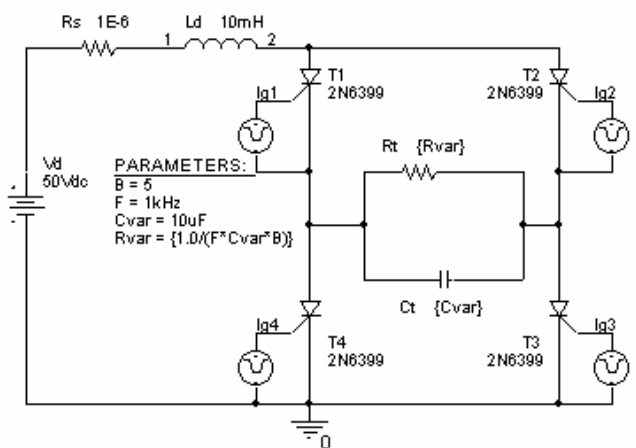 Rs 1E-6
Ld 10mH
1 2
T1
2N6399
T2
2N6399
Ig1
Ig2
Rt {Rvar}
Vd
50Vdc
+
-
PARAMETERS:
B = 5
F = 1kHz
Cvar = 10uF
Rvar = {1.0/(F*Cvar*B)}
Ct {Cvar}
Ig4
T4
2N6399
T3
2N6399
Ig3
0